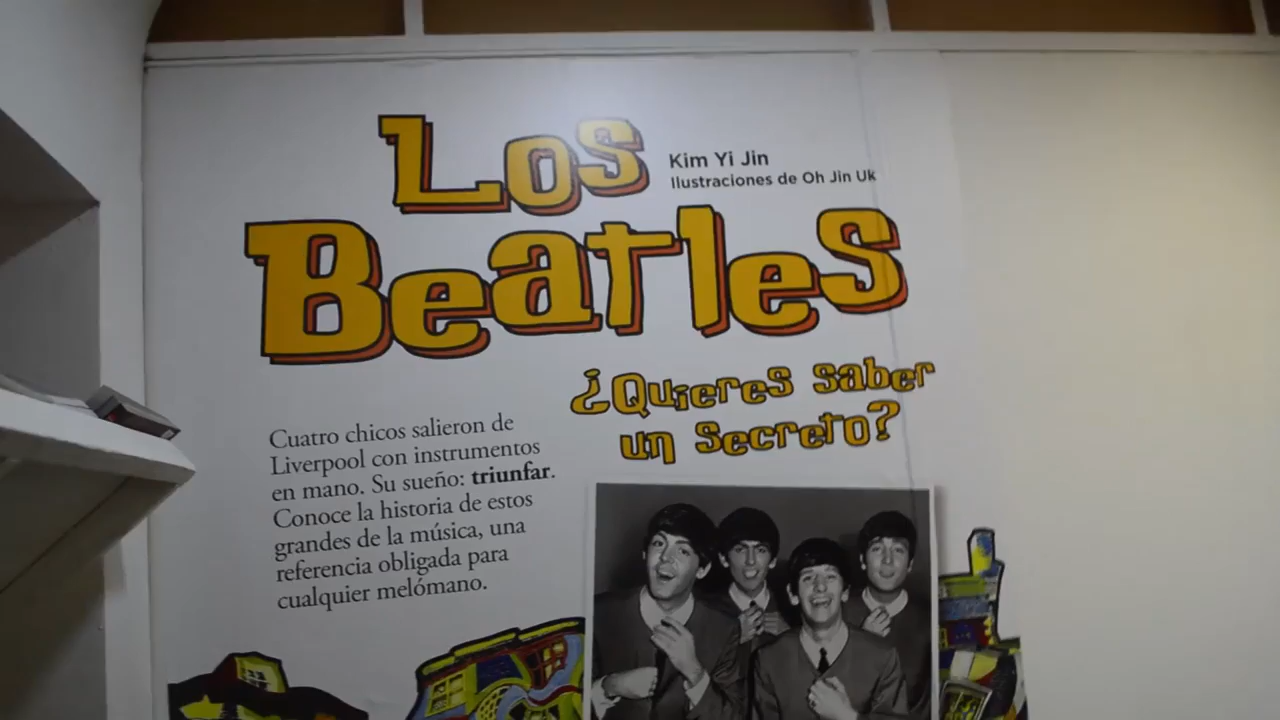 Los
Kim Yi Jin
Ilustraciones de Oh Jin Uk
Beatles
¿Quieres saber
un secreto?
Cuatro chicos salieron de
Liverpool con instrumentos
en mano. Su sueño: triunfar.
Conoce la historia de estos
grandes de la música, una
referencia obligada para
cualquier melómano.